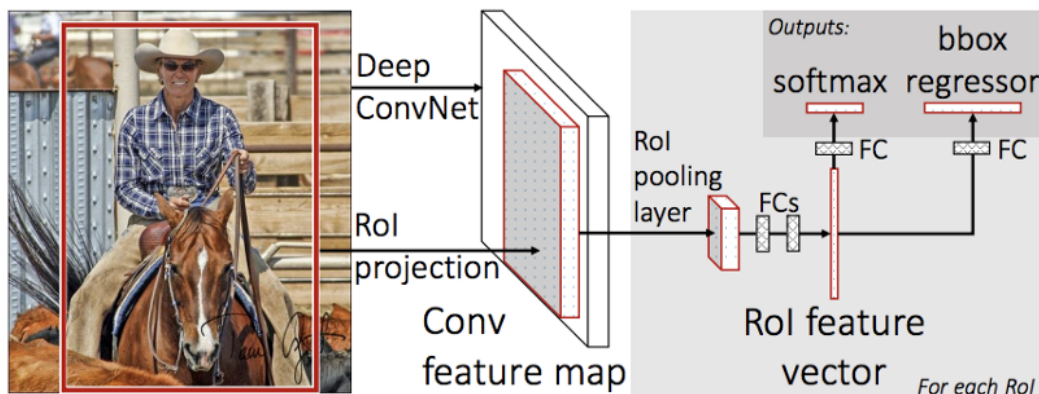 Deep
ConvNet
RoI
projection
Conv
feature map
RoI
pooling
layer
FCs
RoI feature
vector
Outputs:
softmax
bbox
regressor
FC
FC
For each RoI